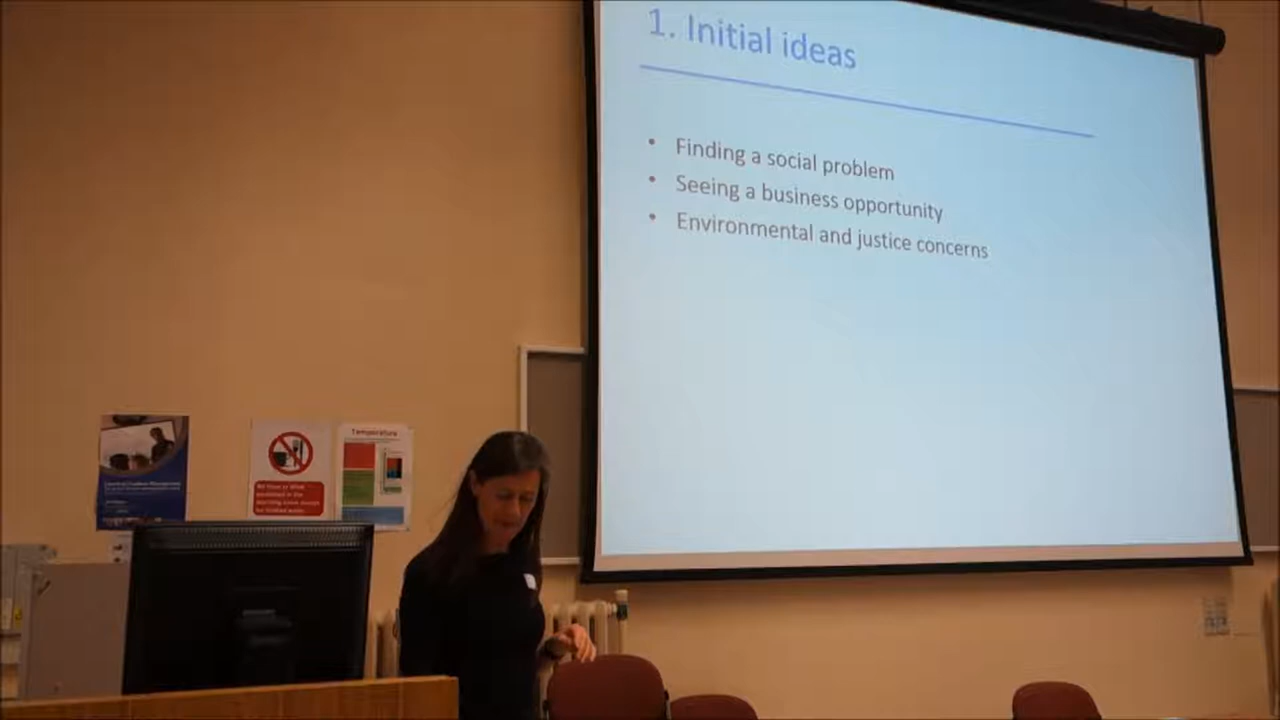 1. Initial ideas
• Finding a social problem
• Seeing a business opportunity
• Environmental and justice concerns
Temperature